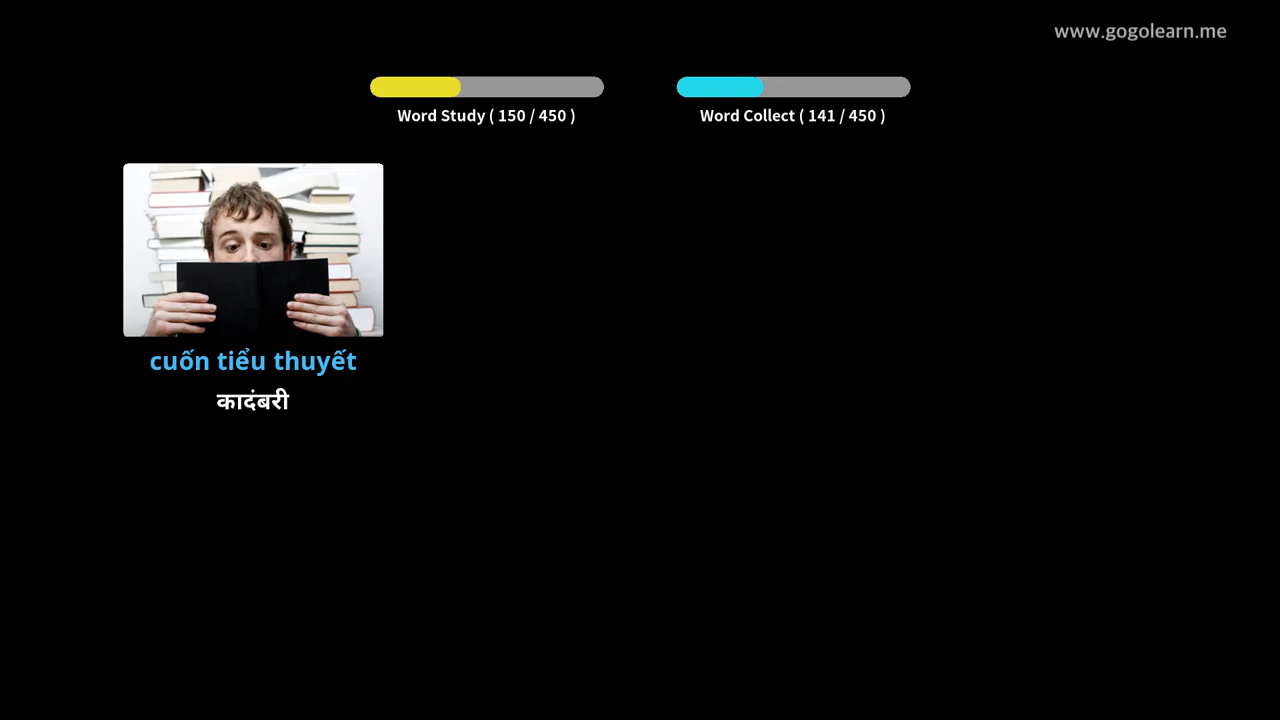 www.gogolearn.me
Word Study ( 150 / 450 )
Word Collect ( 141 / 450 )
cuốn tiểu thuyết
कादंबरी